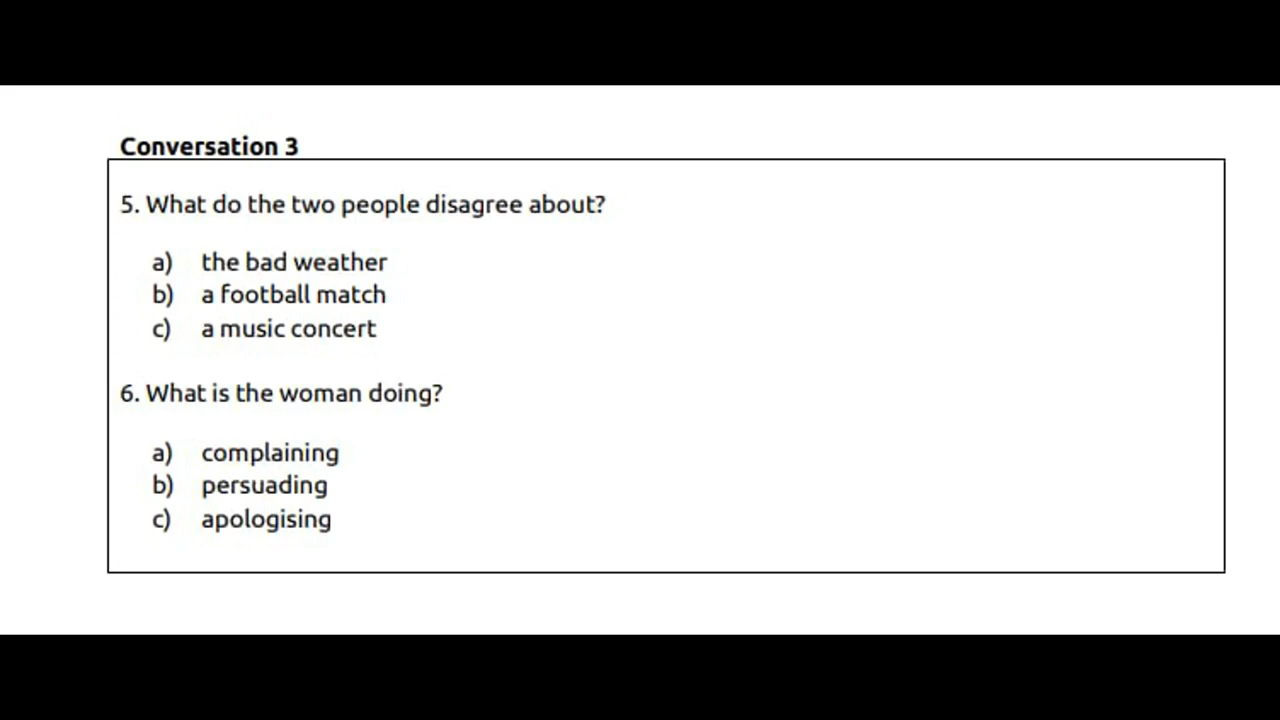 Conversation 3
5. What do the two people disagree about?
a) the bad weather
b) a football match
c) a music concert
6. What is the woman doing?
a) complaining
b) persuading
c) apologising